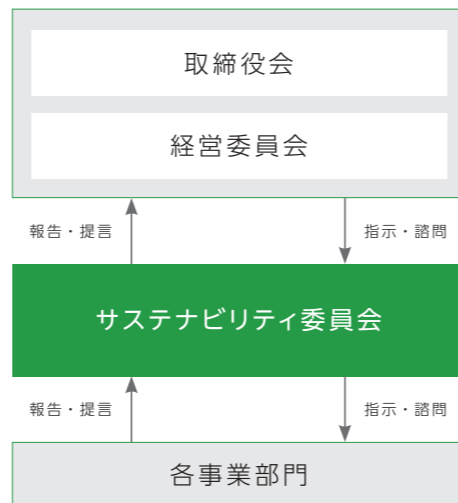 取締役会
経営委員会
報告・提言
指示・諮問
サステナビリティ委員会
報告・提言
指示・諮問
各事業部門